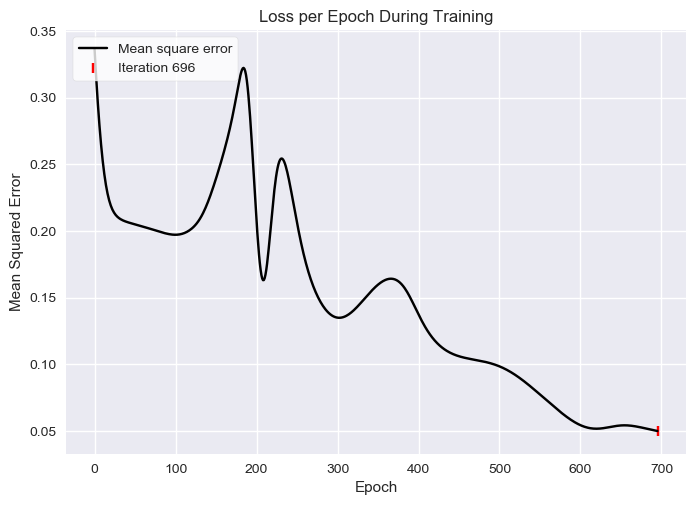 Loss per Epoch During Training
Mean square error
Iteration 696
Mean Squared Error
0.35
0.30
0.25
0.20
0.15
0.10
0.05
0 100 200 300 400 500 600 700
Epoch